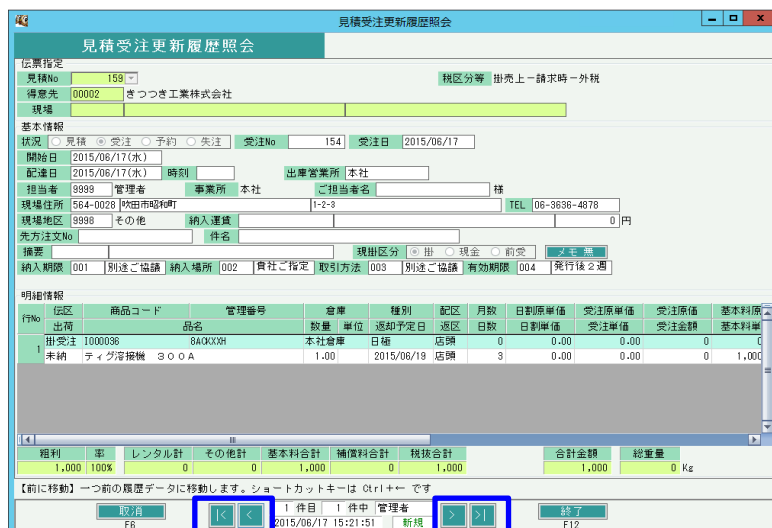 見積受注更新履歴照会
見積受注更新履歴照会
伝票指定
見積No 159 税区分等 掛売上－請求時－外税
得意先 00002 きつつき工業株式会社
現場
基本情報
状況 見積 受注 予約 失注 受注No 154 受注日 2015/06/17
開始日 2015/06/17(水)
配達日 2015/06/17(水) 時刻 出庫営業所 本社
担当者 9999 管理者 事業所 本社 ご担当者名 様
現場住所 564-0028 吹田市昭和町 1-2-3 TEL 06-3636-4878
現場地区 9998 その他 納入運賃 0 円
先方注文No 件名
摘要 現掛区分 掛 現金 前受 メモ無
納入期限 001 別途ご協議 納入場所 002 貴社ご指定 取引方法 003 別途ご協議 有効期限 004 発行後２週
明細情報
行No 伝区 商品コード 管理番号 倉庫 種別 配区 月数 日割原単価 受注原単価 受注原価 基本料原
出荷 品名 数量 単位 返却予定日 返区 日数 日割単価 受注単価 受注金額 基本料単
1 掛受注 I000036 本社倉庫 日極 店頭 0 0.00 0.00 0
未納 ティグ溶接機 ３００Ａ 1.00 2015/06/19 店頭 3 0.00 0.00 0 1,000
粗利 率 レンタル計 その他計 基本料合計 補償料合計 税抜合計 合計金額 総重量
1,000 100% 0 0 1,000 0 1,000 1,000 0 Kg
【前に移動】一つ前の履歴データに移動します。ショートカットキーは Ctrl+← です
取消 |< < 1 件目 1 件中 管理者 > >| 終了
F6 2015/06/17 15:21:51 新規 F12